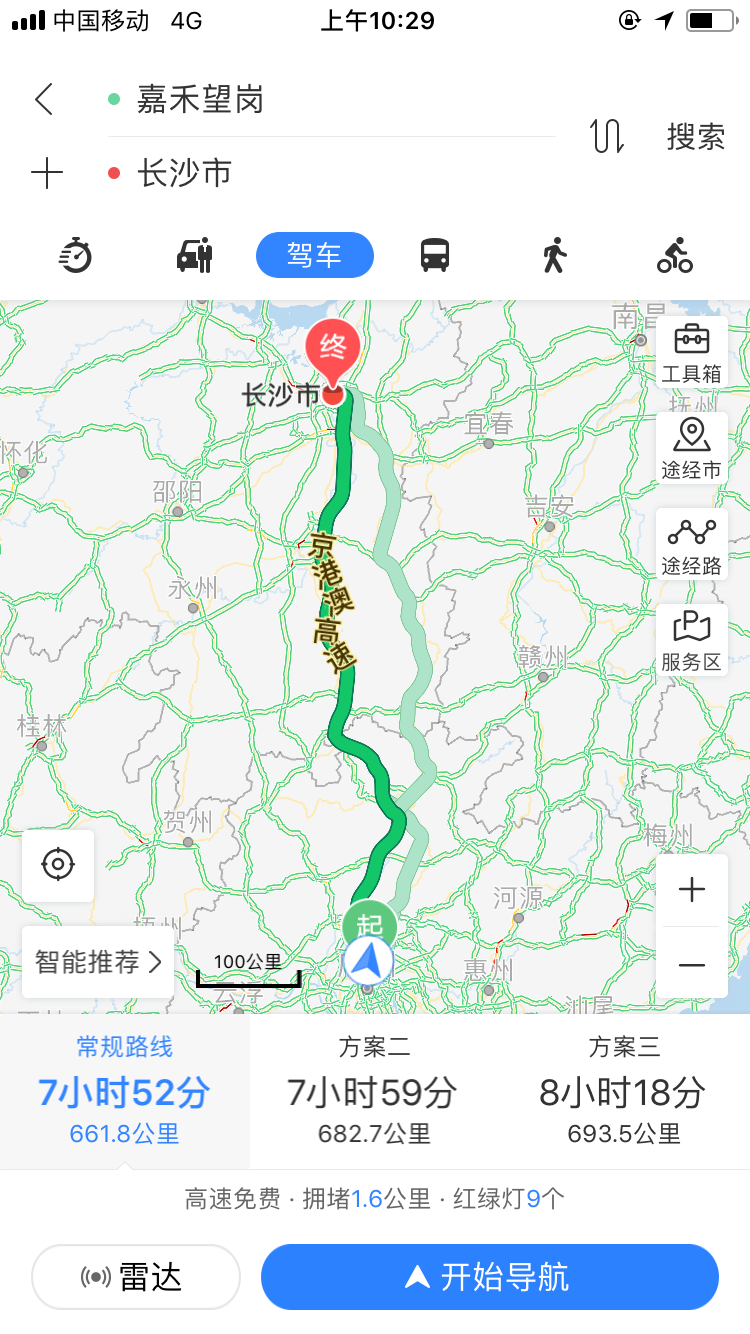 中国移动 4G 上午10:29
嘉禾望岗
长沙市
搜索
驾车
南昌
终
工具箱
长沙市
抚州
宜春
怀化
途经市
邵阳
吉安
京港澳高速
途经路
永州
赣州
服务区
桂林
贺州
梅州
河源
起
梧州
智能推荐
100公里
惠州
云浮
汕尾
常规路线
7小时52分
661.8公里
方案二
7小时59分
682.7公里
方案三
8小时18分
693.5公里
高速免费 · 拥堵1.6公里 · 红绿灯9个
雷达
开始导航